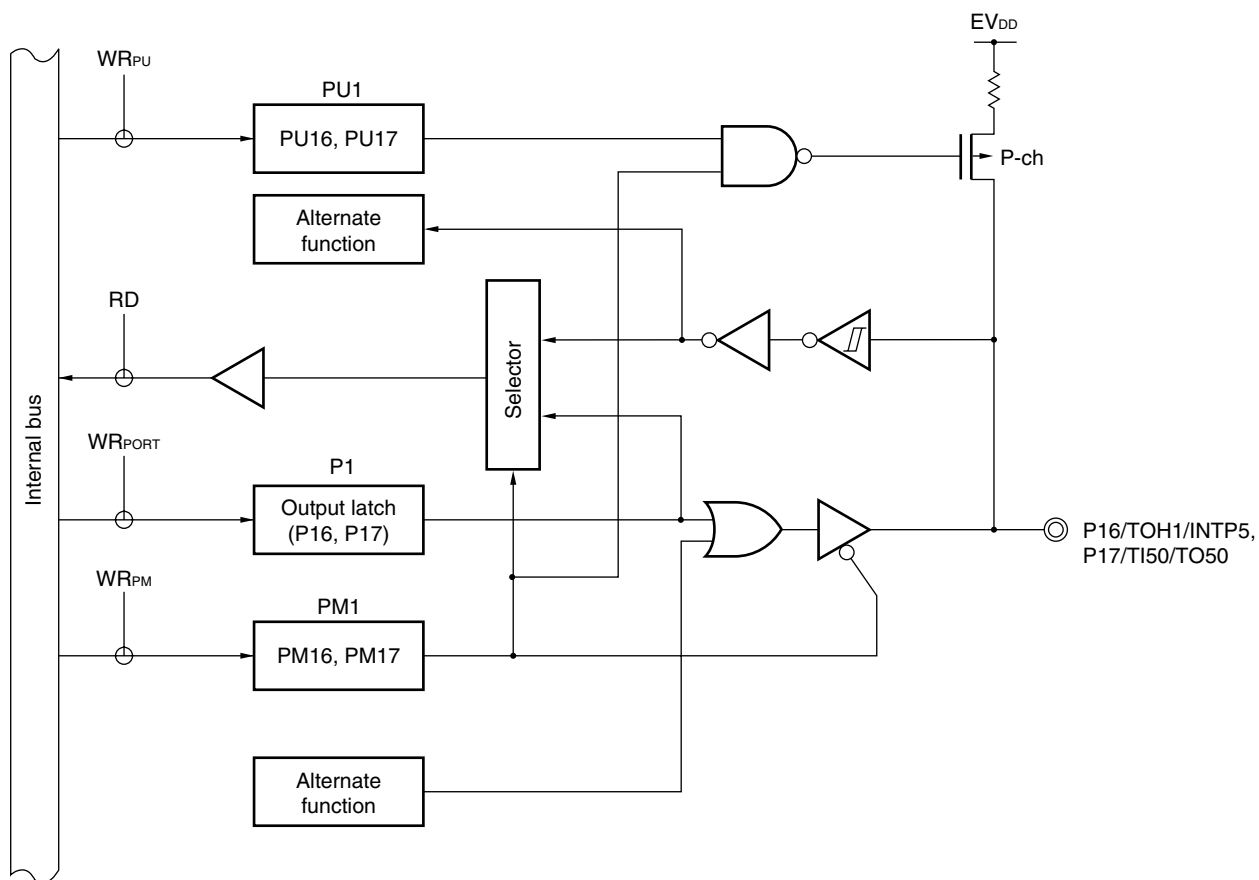 EVDD
WRPU
PU1
PU16, PU17
P-ch
Alternate
function
RD
Selector
Internal bus
WRPORT
P1
Output latch
(P16, P17)
P16/TOH1/INTP5,
P17/TI50/TO50
WRPM
PM1
PM16, PM17
Alternate
function